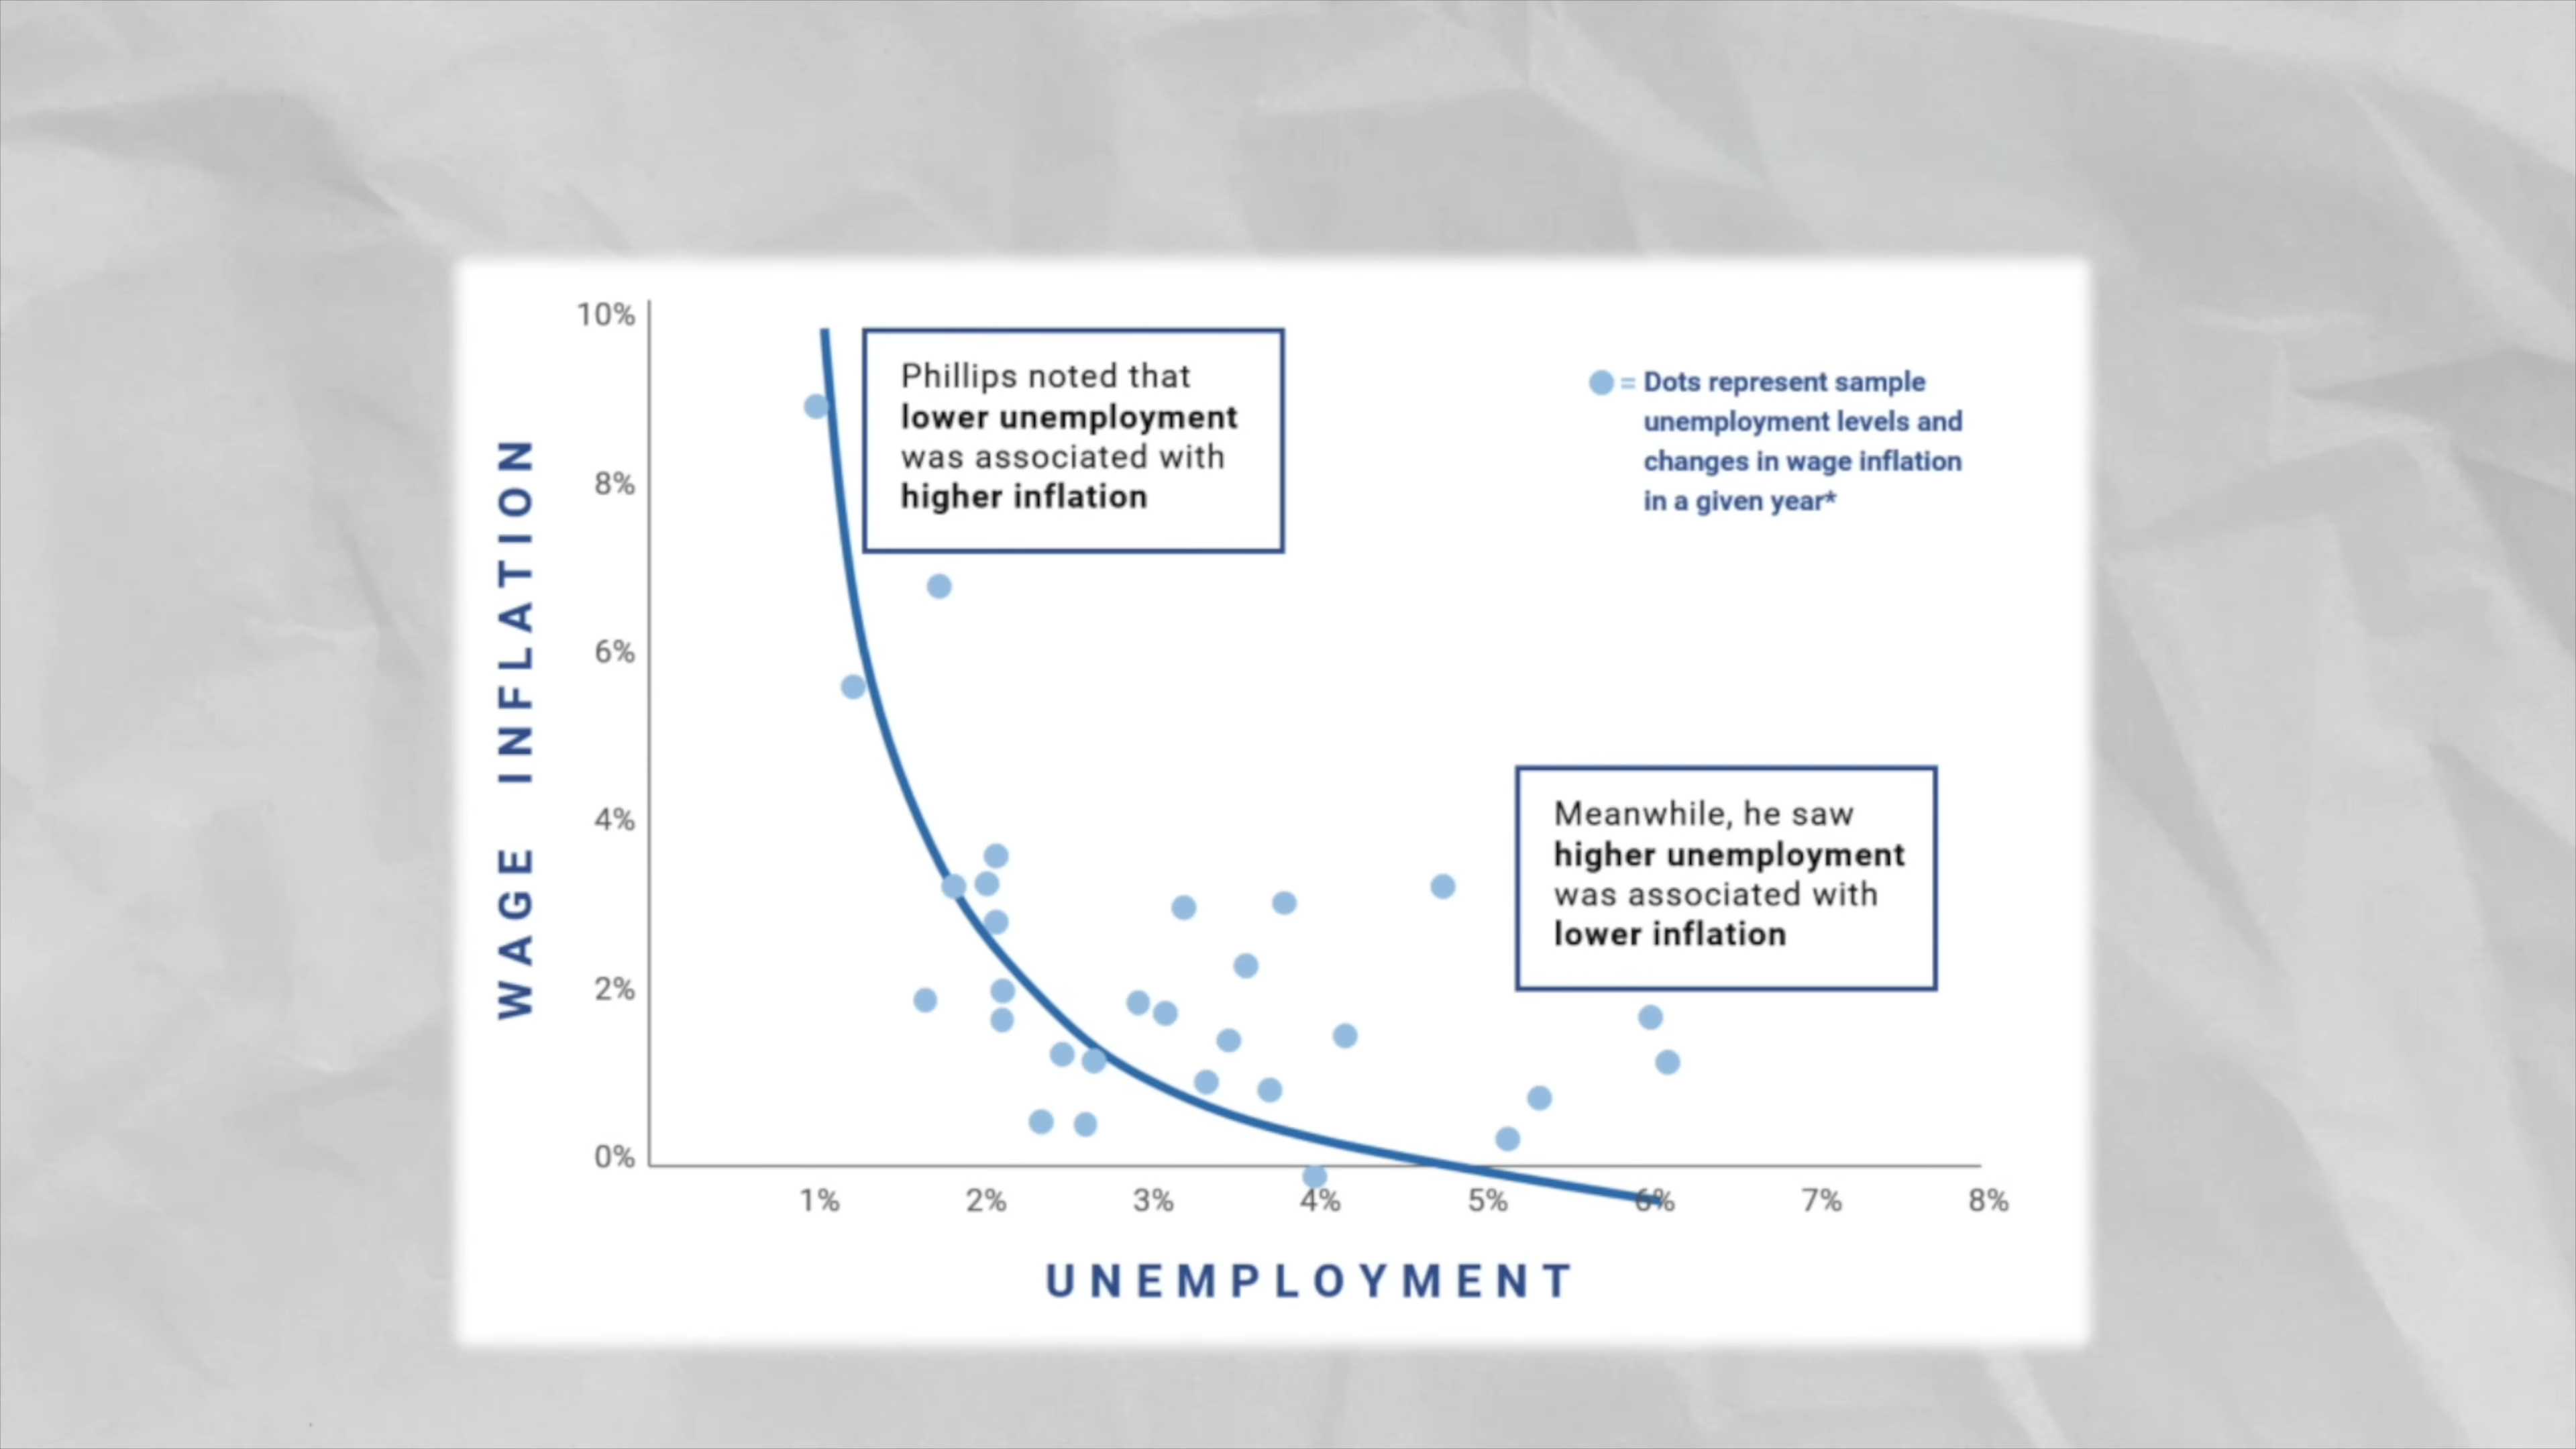 WAGE INFLATION
10%
8%
6%
4%
2%
0%
Phillips noted that
lower unemployment
was associated with
higher inflation
= Dots represent sample
unemployment levels and
changes in wage inflation
in a given year*
Meanwhile, he saw
higher unemployment
was associated with
lower inflation
1% 2% 3% 4% 5% 6% 7% 8%
UNEMPLOYMENT